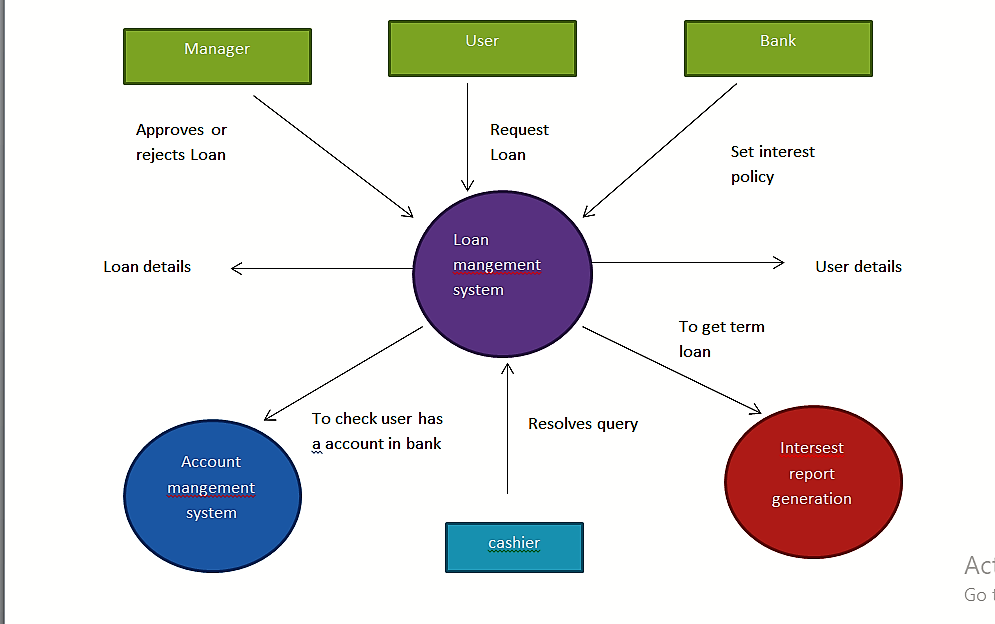 Manager
User
Bank
Approves or
rejects Loan
Request
Loan
Set interest
policy
Loan
mangement
system
Loan details
User details
To get term
loan
To check user has
a account in bank
Resolves query
Account
mangement
system
Intersest
report
generation
cashier
Act
Go t